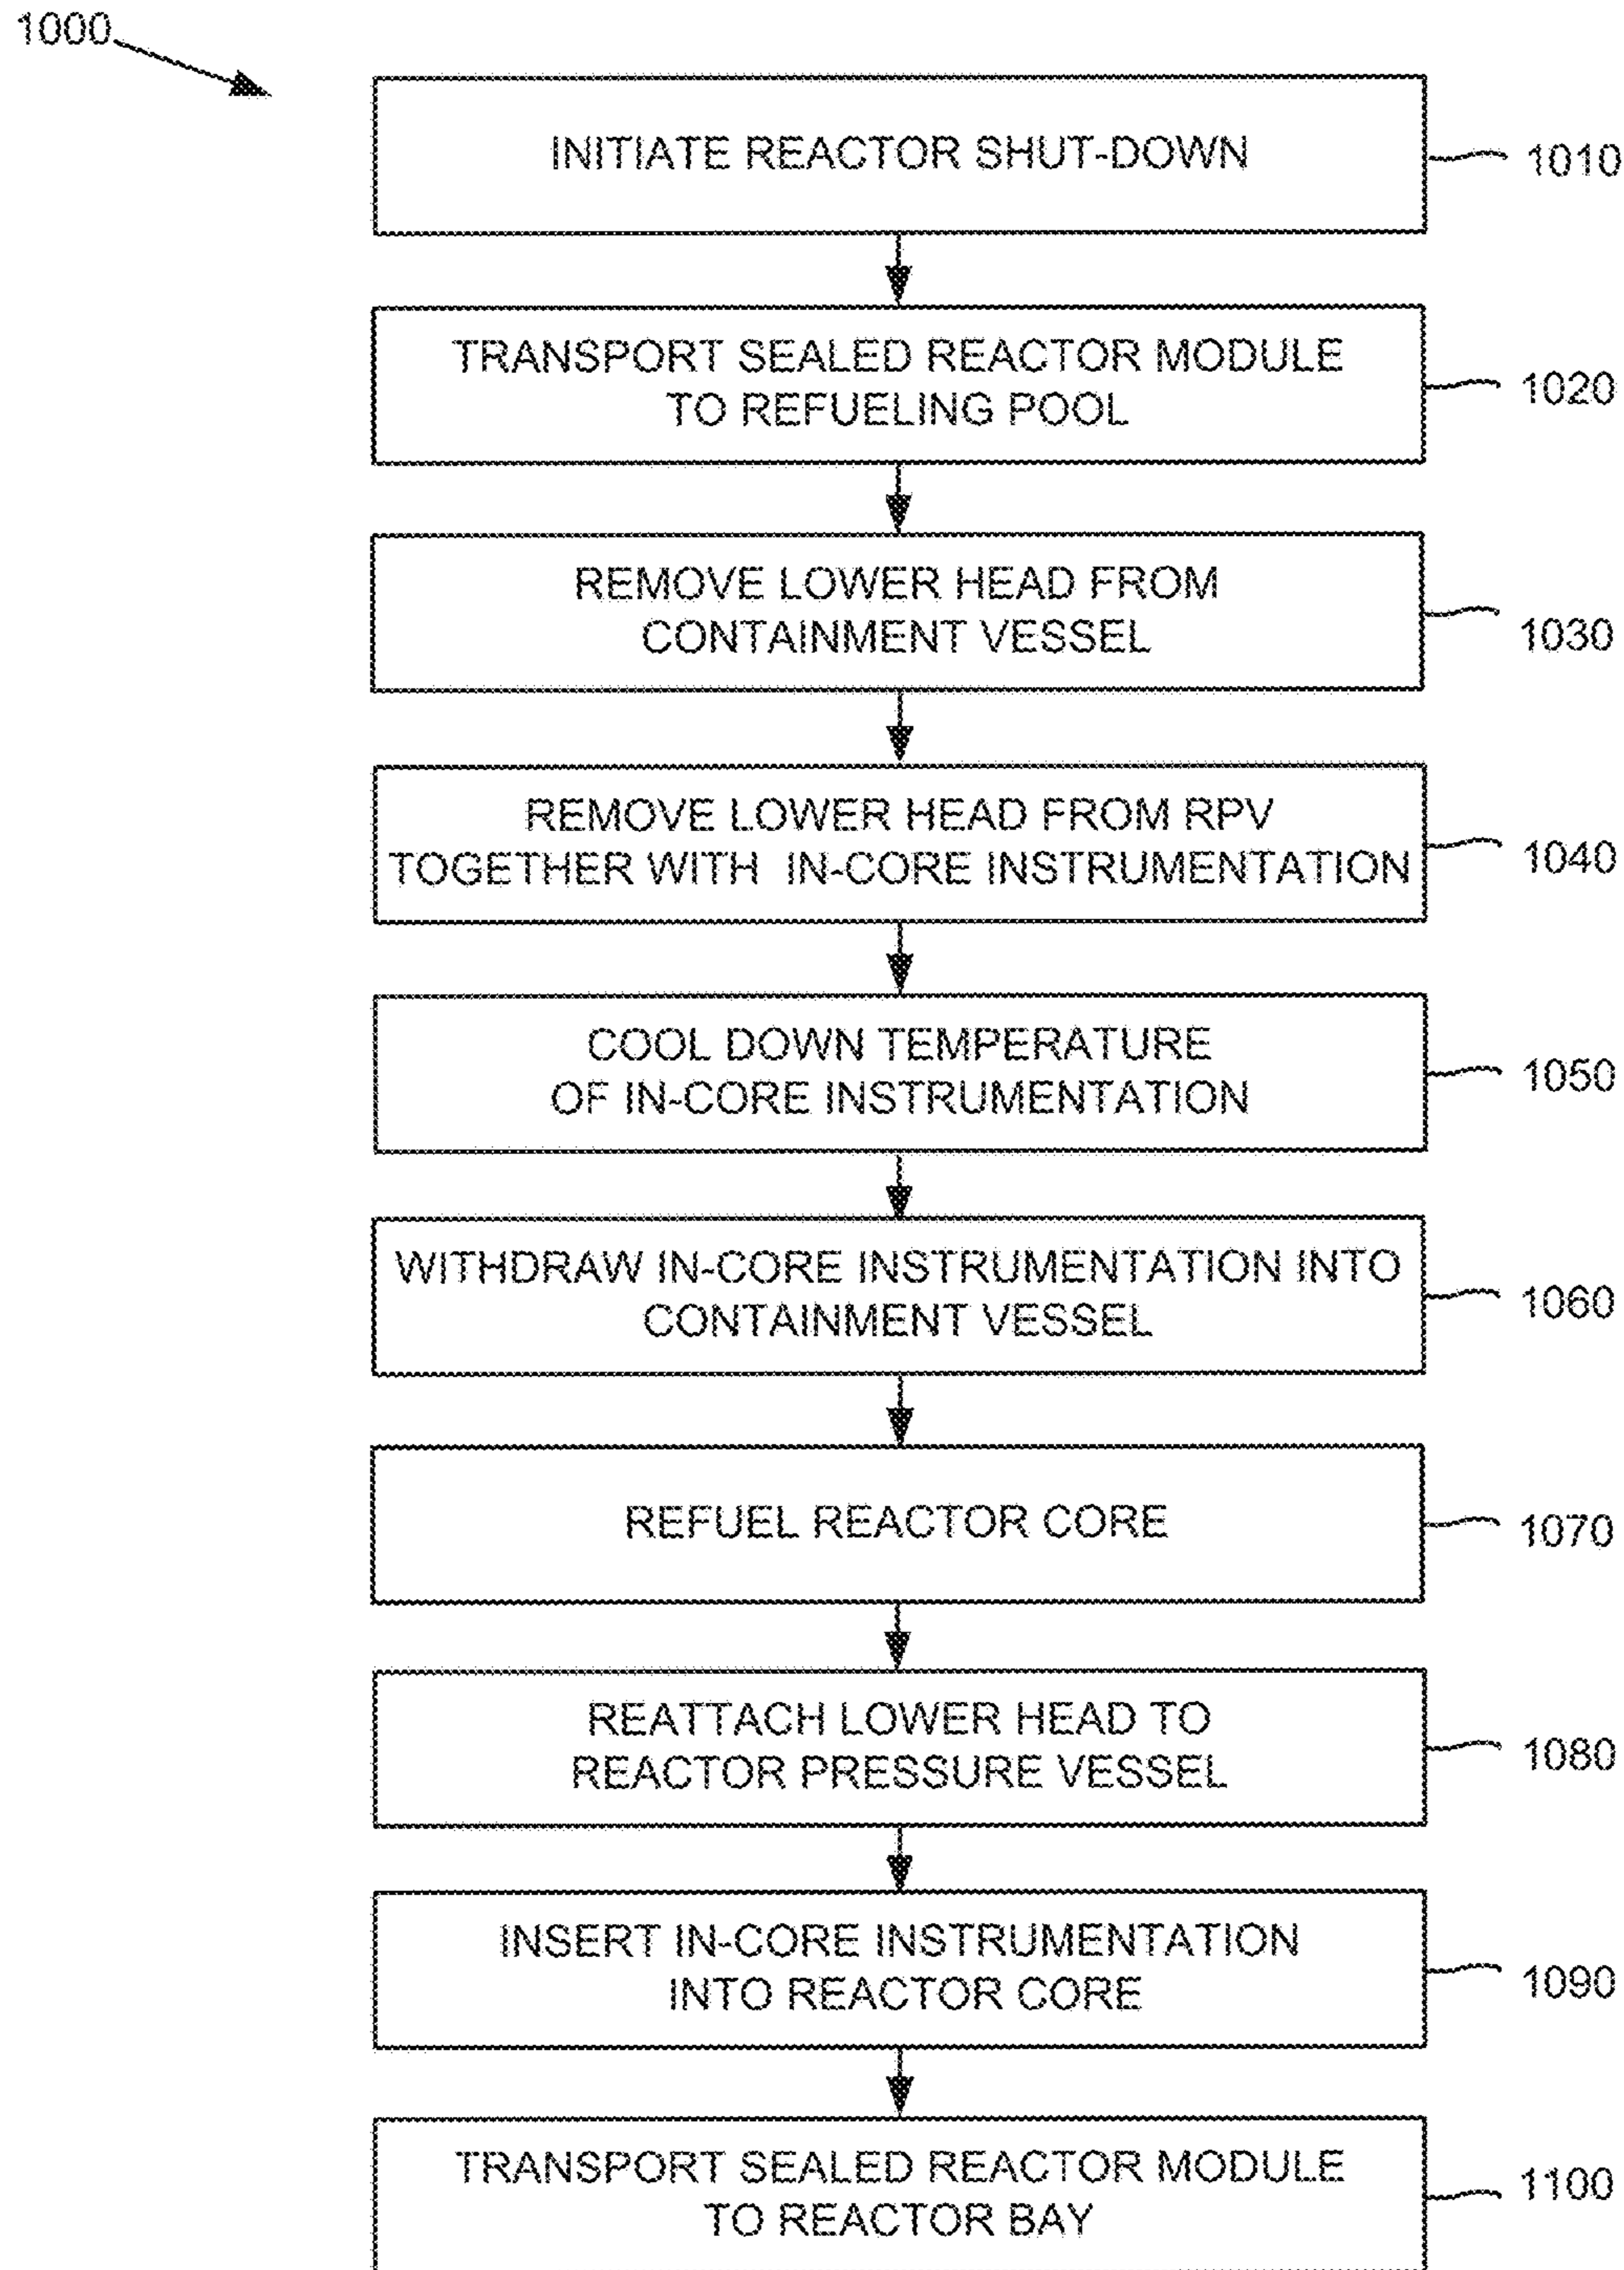 1000
INITIATE REACTOR SHUT-DOWN
1010
TRANSPORT SEALED REACTOR MODULE
TO REFUELING POOL
1020
REMOVE LOWER HEAD FROM
CONTAINMENT VESSEL
1030
REMOVE LOWER HEAD FROM RPV
TOGETHER WITH IN-CORE INSTRUMENTATION
1040
COOL DOWN TEMPERATURE
OF IN-CORE INSTRUMENTATION
1050
WITHDRAW IN-CORE INSTRUMENTATION INTO
CONTAINMENT VESSEL
1060
REFUEL REACTOR CORE
1070
REATTACH LOWER HEAD TO
REACTOR PRESSURE VESSEL
1080
INSERT IN-CORE INSTRUMENTATION
INTO REACTOR CORE
1090
TRANSPORT SEALED REACTOR MODULE
TO REACTOR BAY
1100